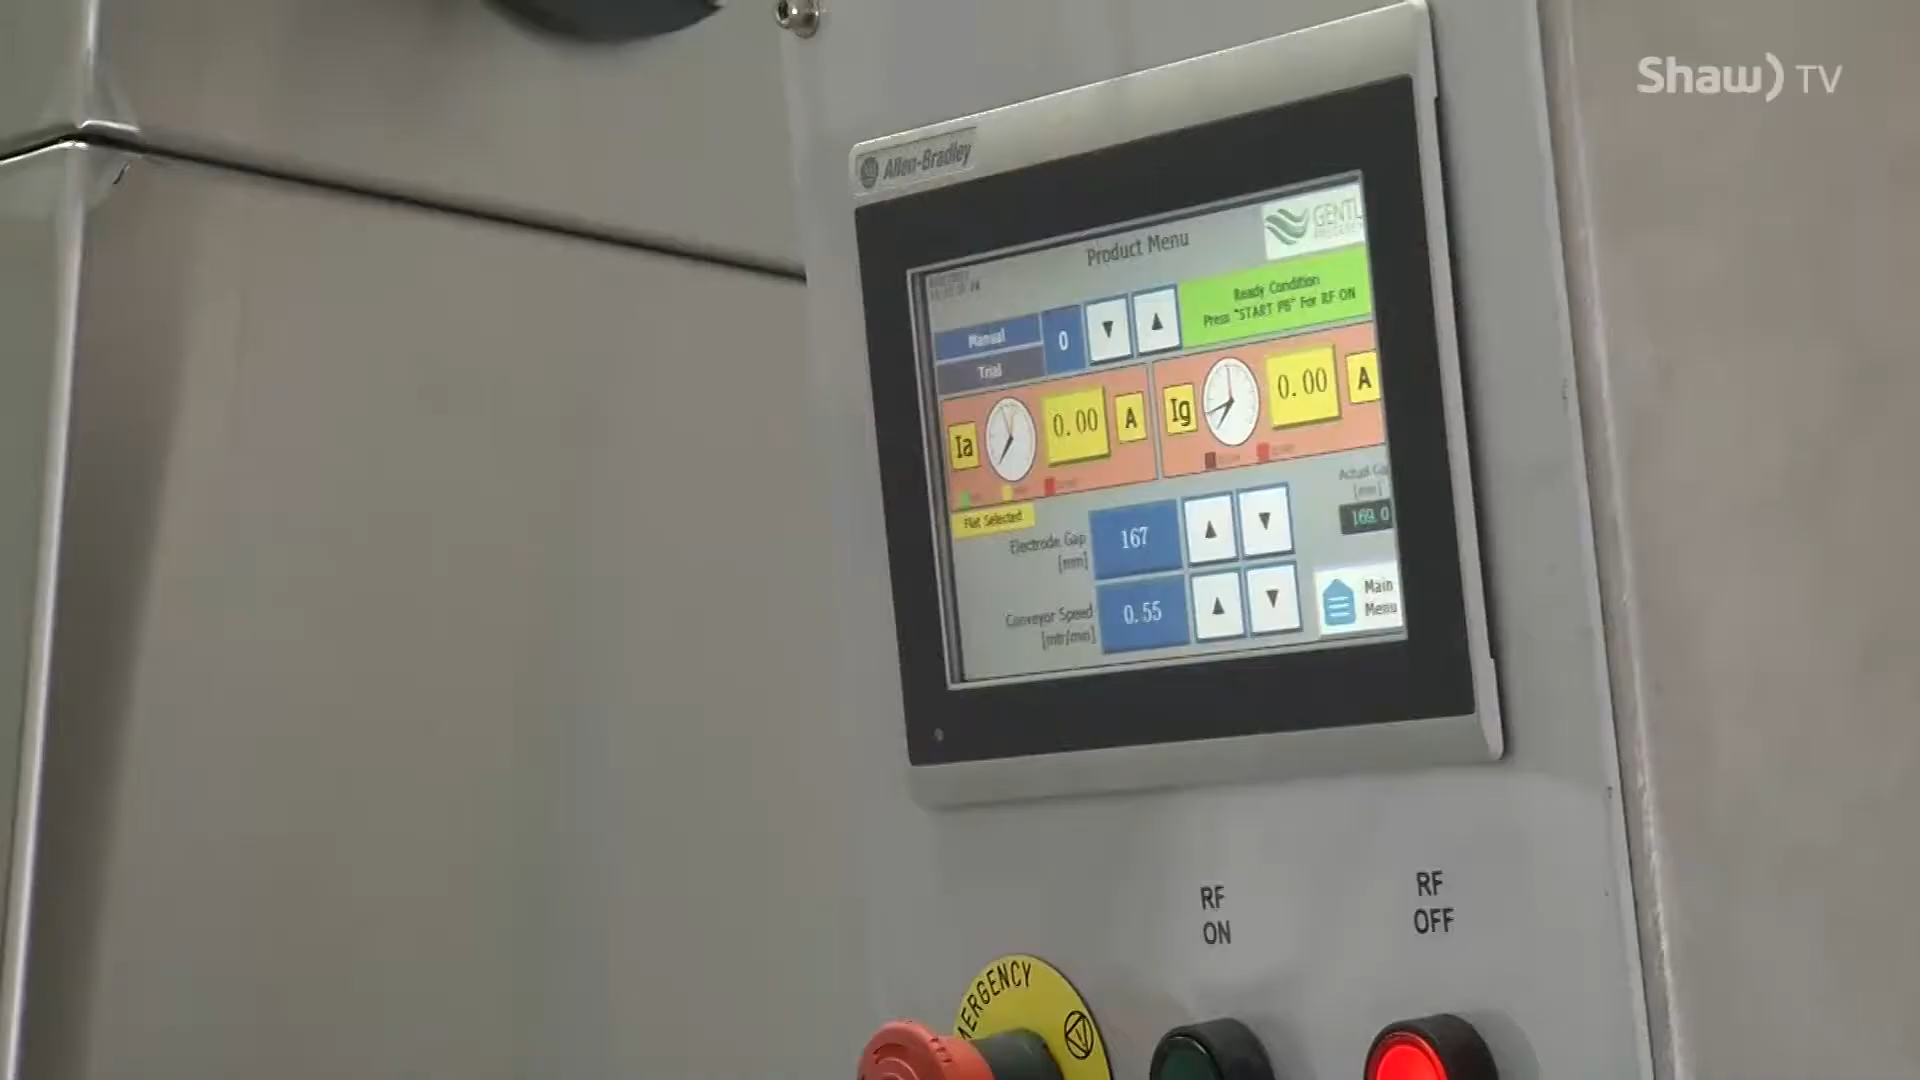 Shaw) TV
Allen-Bradley
Product Menu
GENTL
Manual
0
▼
▲
Ready Condition
Press "START PB" For RF ON
Trial
Ia
0.00
A
Ig
0.00
A
Flat Selected
Electrode Gap
[mm]
167
▲
▼
Actual Ga
[mm]
169.0
Conveyor Speed
[mtr/min]
0.55
▲
▼
Main
Menu
RF
ON
RF
OFF
MERGENCY